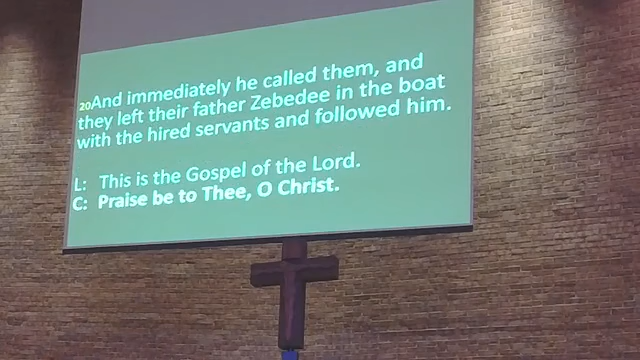 20And immediately he called them, and
they left their father Zebedee in the boat
with the hired servants and followed him.
L: This is the Gospel of the Lord.
C: Praise be to Thee, O Christ.